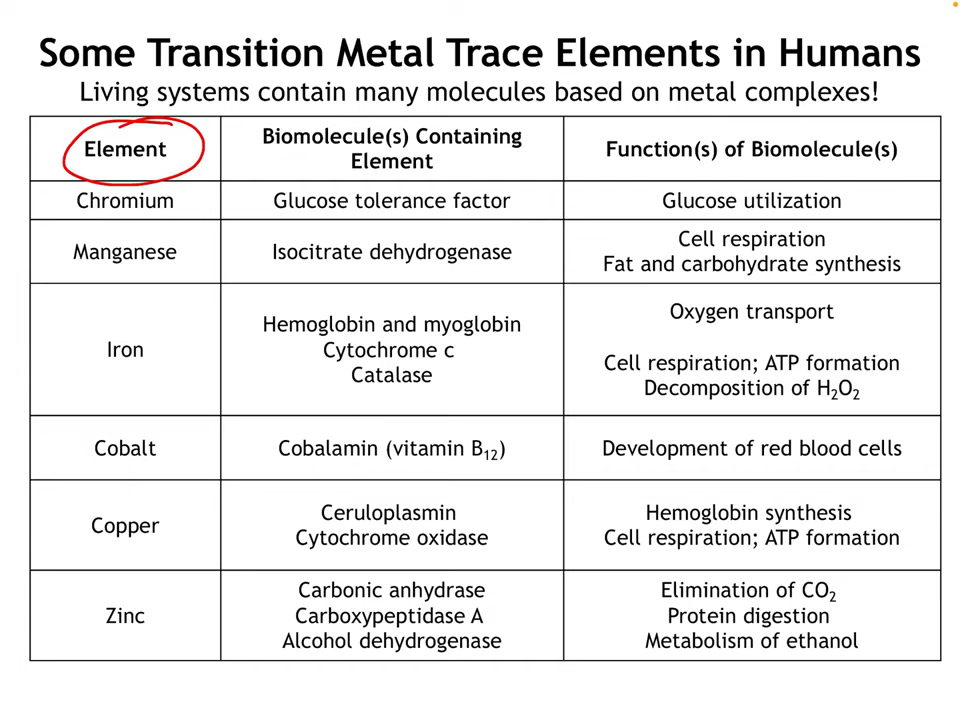 Some Transition Metal Trace Elements in Humans
Living systems contain many molecules based on metal complexes!
Element
Biomolecule(s) Containing
Element
Function(s) of Biomolecule(s)
Chromium
Glucose tolerance factor
Glucose utilization
Manganese
Isocitrate dehydrogenase
Cell respiration
Fat and carbohydrate synthesis
Iron
Hemoglobin and myoglobin
Cytochrome c
Catalase
Oxygen transport
Cell respiration; ATP formation
Decomposition of H₂O₂
Cobalt
Cobalamin (vitamin B₁₂)
Development of red blood cells
Copper
Ceruloplasmin
Cytochrome oxidase
Hemoglobin synthesis
Cell respiration; ATP formation
Zinc
Carbonic anhydrase
Carboxypeptidase A
Alcohol dehydrogenase
Elimination of CO₂
Protein digestion
Metabolism of ethanol